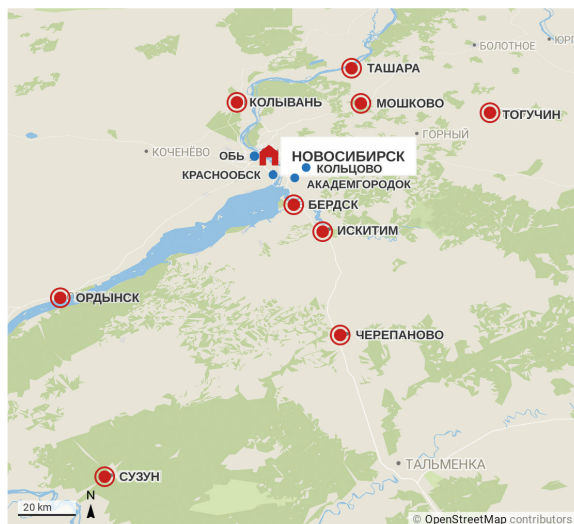 БОЛОТНОЕ
ТАШАРА
КОЛЫВАНЬ
МОШКОВО
ТОГУЧИН
ГОРНЫЙ
КОЧЕНЁВО
ОБЬ
НОВОСИБИРСК
КОЛЬЦОВО
КРАСНООБСК
АКАДЕМГОРОДОК
БЕРДСК
ИСКИТИМ
ОРДЫНСК
ЧЕРЕПАНОВО
ТАЛЬМЕНКА
СУЗУН
N
20 km
© OpenStreetMap contributors